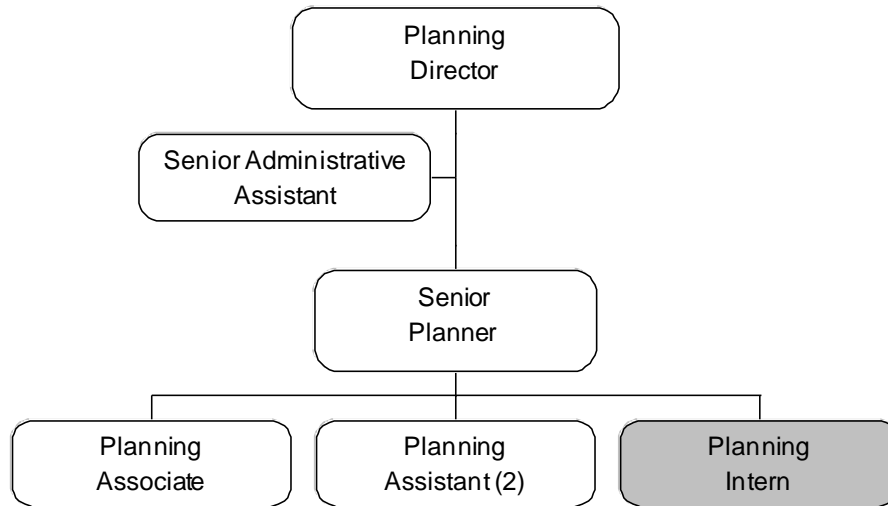 Planning
Director
Senior Administrative
Assistant
Senior
Planner
Planning
Associate
Planning
Assistant (2)
Planning
Intern